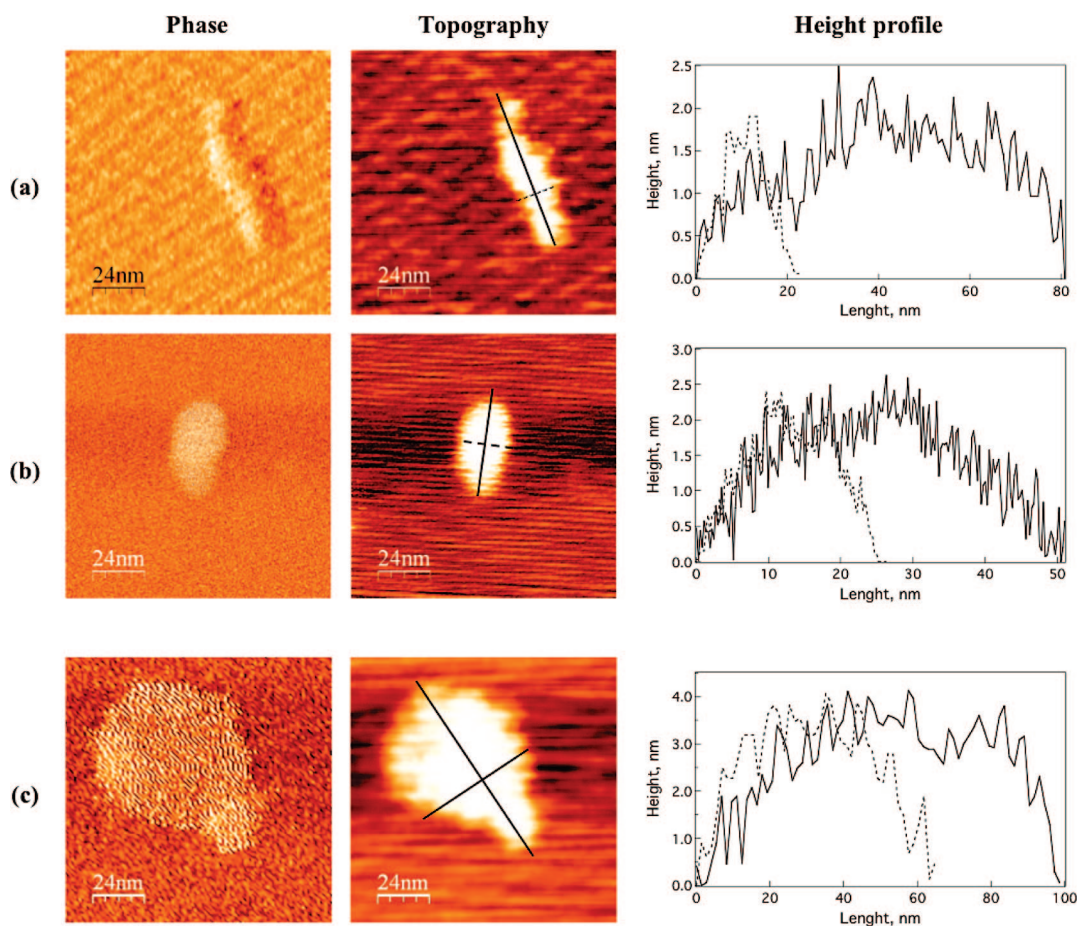 Phase Topography Height profile
(a)
24nm
24nm
Height, nm
2.5
2.0
1.5
1.0
0.5
0.0
0 20 40 60 80
Lenght, nm
(b)
24nm
24nm
Height, nm
3.0
2.5
2.0
1.5
1.0
0.5
0.0
0 10 20 30 40 50
Lenght, nm
(c)
24nm
24nm
Height, nm
4.0
3.0
2.0
1.0
0.0
0 20 40 60 80 100
Lenght, nm